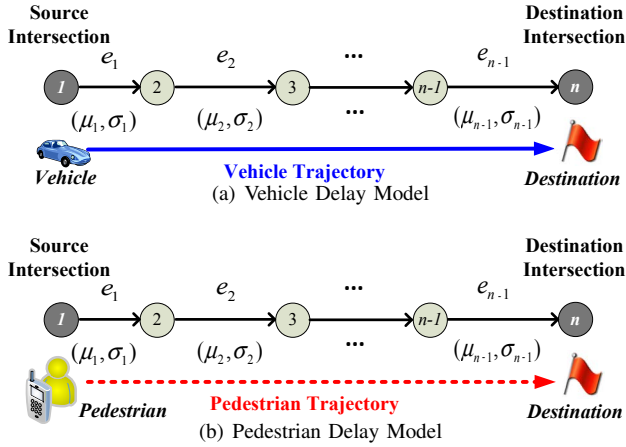 Source Intersection
Destination Intersection
e₁ e₂ ... eₙ₋₁
1 2 3 n-1 n
(μ₁,σ₁) (μ₂,σ₂) ... (μₙ₋₁,σₙ₋₁)
Vehicle Trajectory
Vehicle Destination
(a) Vehicle Delay Model
Source Intersection
Destination Intersection
e₁ e₂ ... eₙ₋₁
1 2 3 n-1 n
(μ₁,σ₁) (μ₂,σ₂) ... (μₙ₋₁,σₙ₋₁)
Pedestrian Pedestrian Trajectory Destination
(b) Pedestrian Delay Model